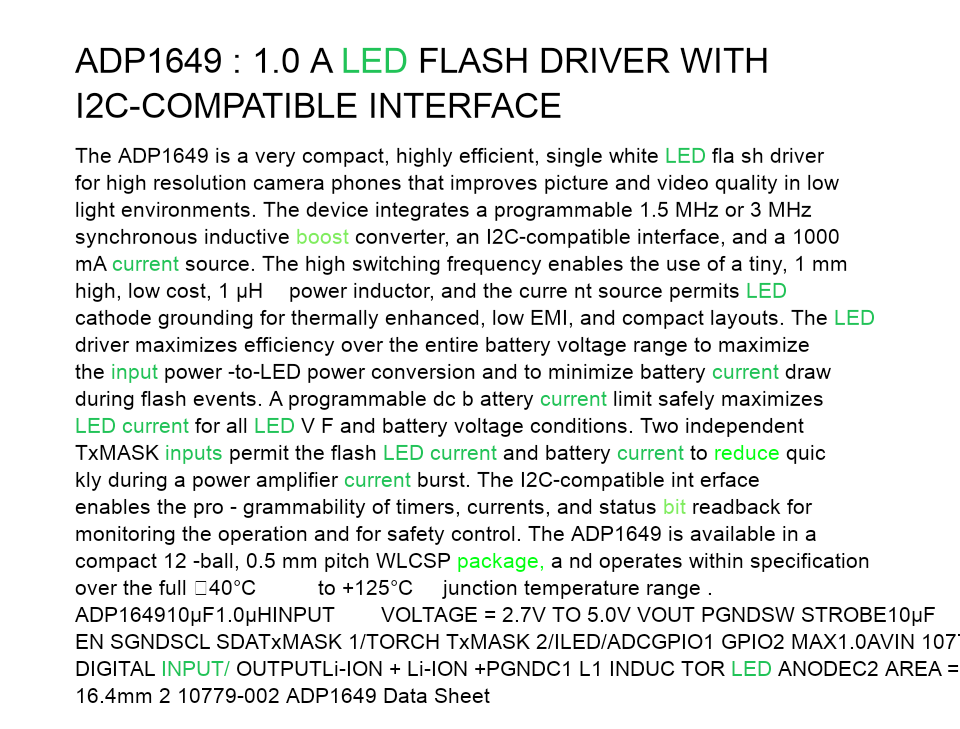 ADP1649 : 1.0 A LED FLASH DRIVER WITH
I2C-COMPATIBLE INTERFACE
The ADP1649 is a very compact, highly efficient, single white LED fla sh driver
for high resolution camera phones that improves picture and video quality in low
light environments. The device integrates a programmable 1.5 MHz or 3 MHz
synchronous inductive boost converter, an I2C-compatible interface, and a 1000
mA current source. The high switching frequency enables the use of a tiny, 1 mm
high, low cost, 1 μH power inductor, and the curre nt source permits LED
cathode grounding for thermally enhanced, low EMI, and compact layouts. The LED
driver maximizes efficiency over the entire battery voltage range to maximize
the input power -to-LED power conversion and to minimize battery current draw
during flash events. A programmable dc b attery current limit safely maximizes
LED current for all LED V F and battery voltage conditions. Two independent
TxMASK inputs permit the flash LED current and battery current to reduce quic
kly during a power amplifier current burst. The I2C-compatible int erface
enables the pro - grammability of timers, currents, and status bit readback for
monitoring the operation and for safety control. The ADP1649 is available in a
compact 12 -ball, 0.5 mm pitch WLCSP package, a nd operates within specification
over the full 40°C to +125°C junction temperature range .
ADP164910μF1.0μHINPUT VOLTAGE = 2.7V TO 5.0V VOUT PGNDSW STROBE10μF
EN SGNDSCL SDATxMASK 1/TORCH TxMASK 2/ILED/ADCGPIO1 GPIO2 MAX1.0AVIN 1077
DIGITAL INPUT/ OUTPUTLi-ION + Li-ION +PGNDC1 L1 INDUC TOR LED ANODEC2 AREA =
16.4mm 2 10779-002 ADP1649 Data Sheet